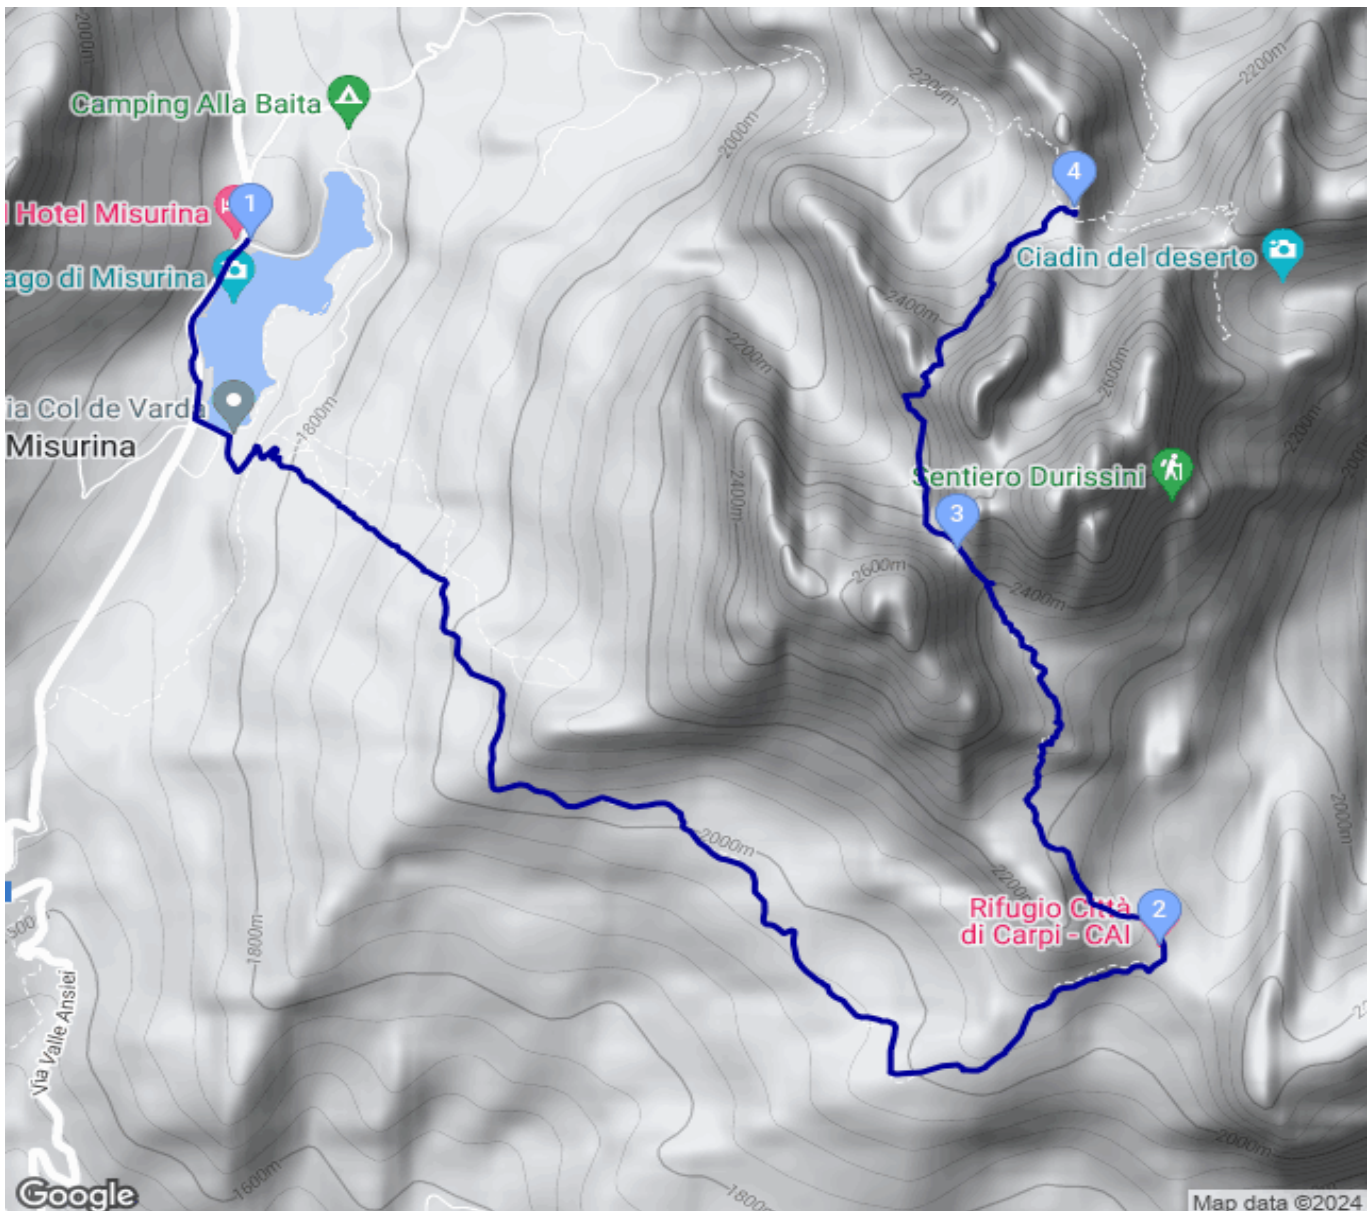 2000m
2200m
2200m
Camping Alla Baita
2000m
4
l Hotel Misurina
1
Ciadin del deserto
ago di Misurina
2400m
2200m
2600m
ia Col de Varda
1800m
Misurina
2200m
2000
Sentiero Durissini
2400m
3
2600m
2400m
2000m
2000m
2200m
Rifugio Città
di Carpi - CAI
2
1800m
Via Valle Ansiei
2000m
1600m
1800m
Google
Map data ©2024